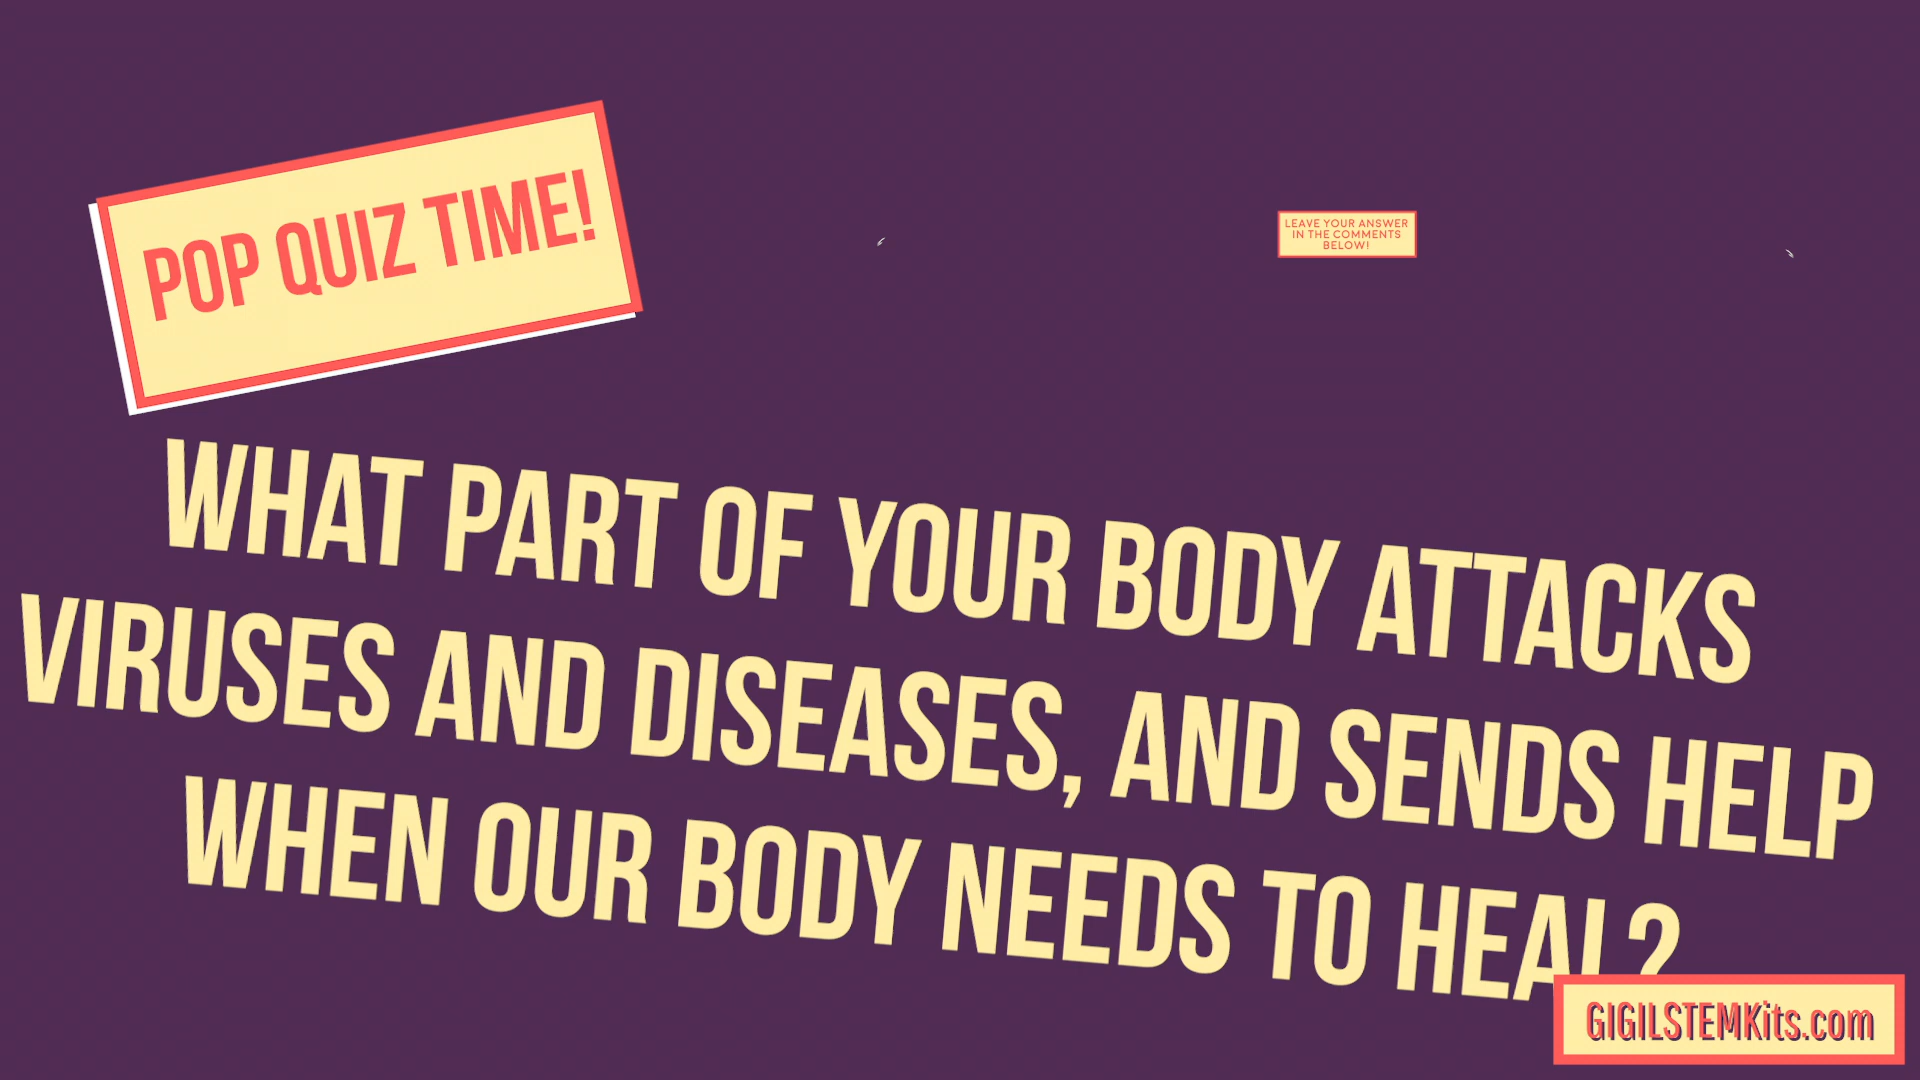 POP QUIZ TIME!
LEAVE YOUR ANSWER
IN THE COMMENTS
BELOW!
WHAT PART OF YOUR BODY ATTACKS
VIRUSES AND DISEASES, AND SENDS HELP
WHEN OUR BODY NEEDS TO HEAL?
GIGILSTEMKits.com